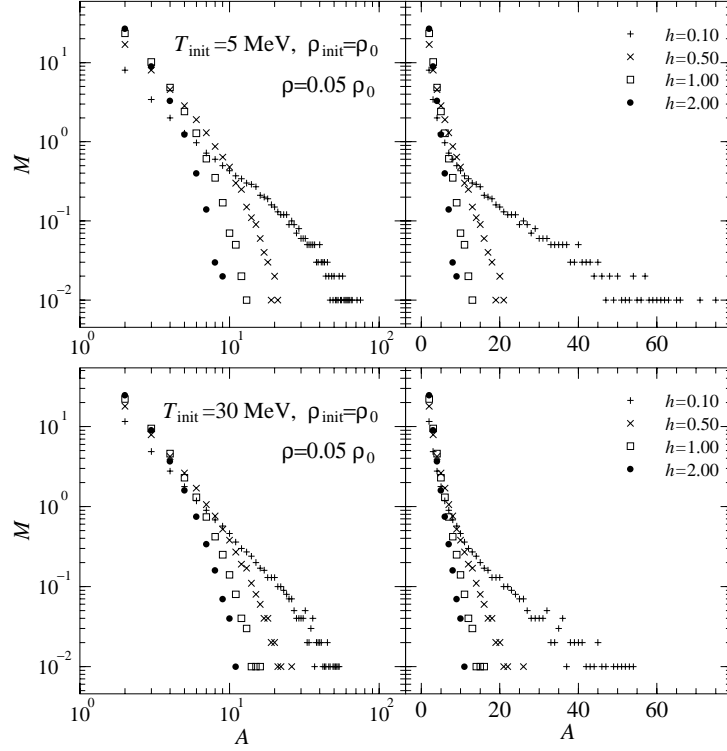 T_init=5 MeV, ρ_init=ρ_0
ρ=0.05 ρ_0
h=0.10
h=0.50
h=1.00
h=2.00
M
10^1
10^0
10^-1
10^-2
10^0 10^1 10^2
0 20 40 60
T_init=30 MeV, ρ_init=ρ_0
ρ=0.05 ρ_0
h=0.10
h=0.50
h=1.00
h=2.00
M
10^1
10^0
10^-1
10^-2
10^0 10^1 10^2
0 20 40 60
A A